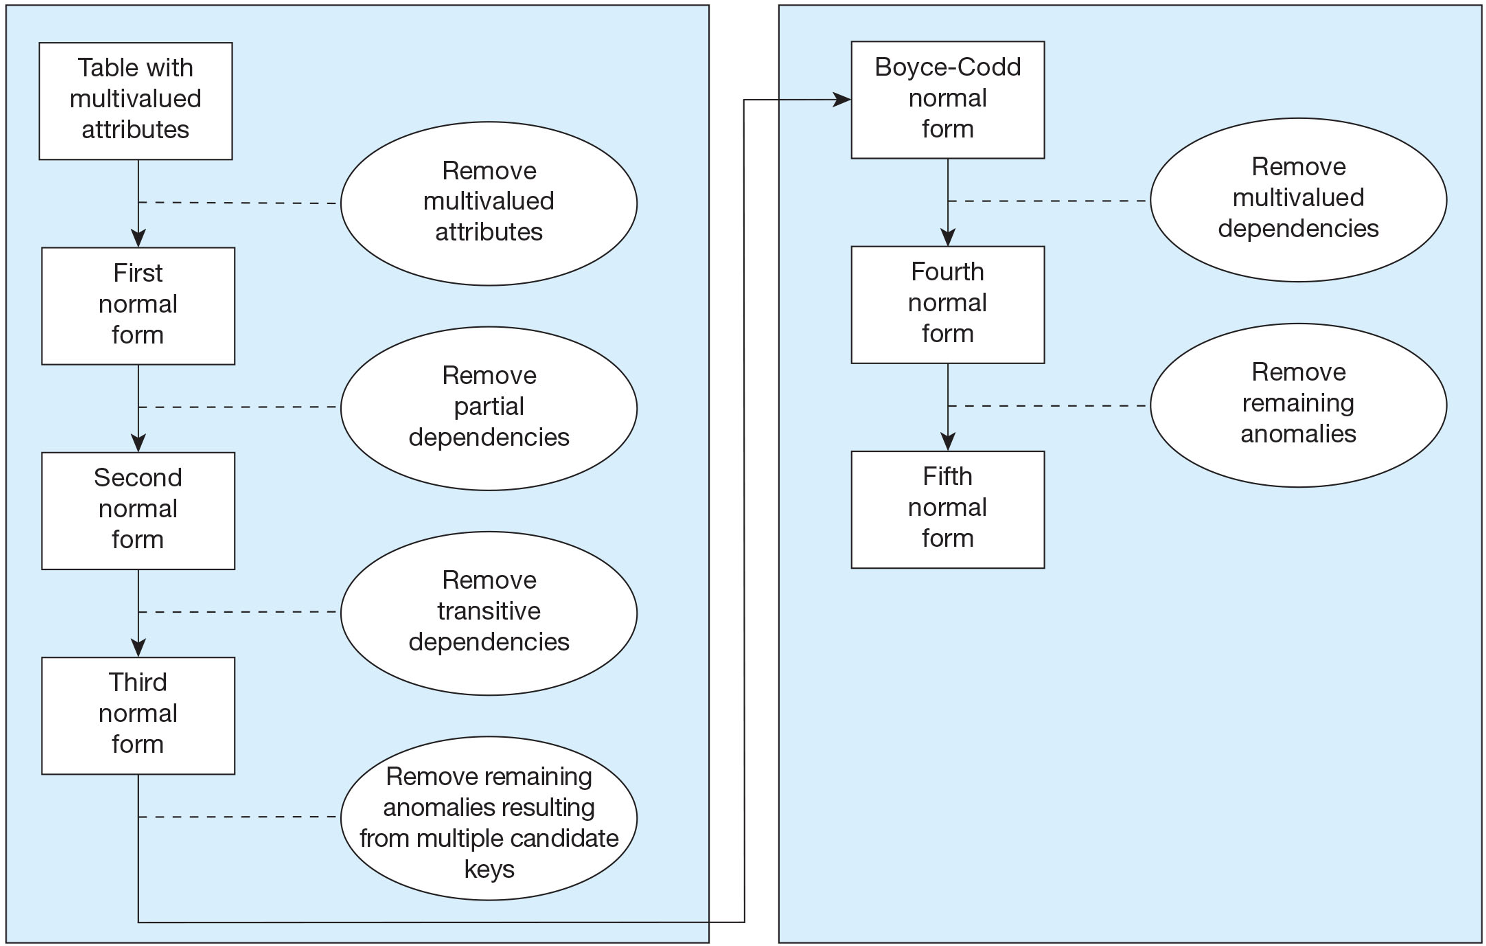 Table with
multivalued
attributes
Remove
multivalued
attributes
First
normal
form
Remove
partial
dependencies
Second
normal
form
Remove
transitive
dependencies
Third
normal
form
Remove remaining
anomalies resulting
from multiple candidate
keys
Boyce-Codd
normal
form
Remove
multivalued
dependencies
Fourth
normal
form
Remove
remaining
anomalies
Fifth
normal
form